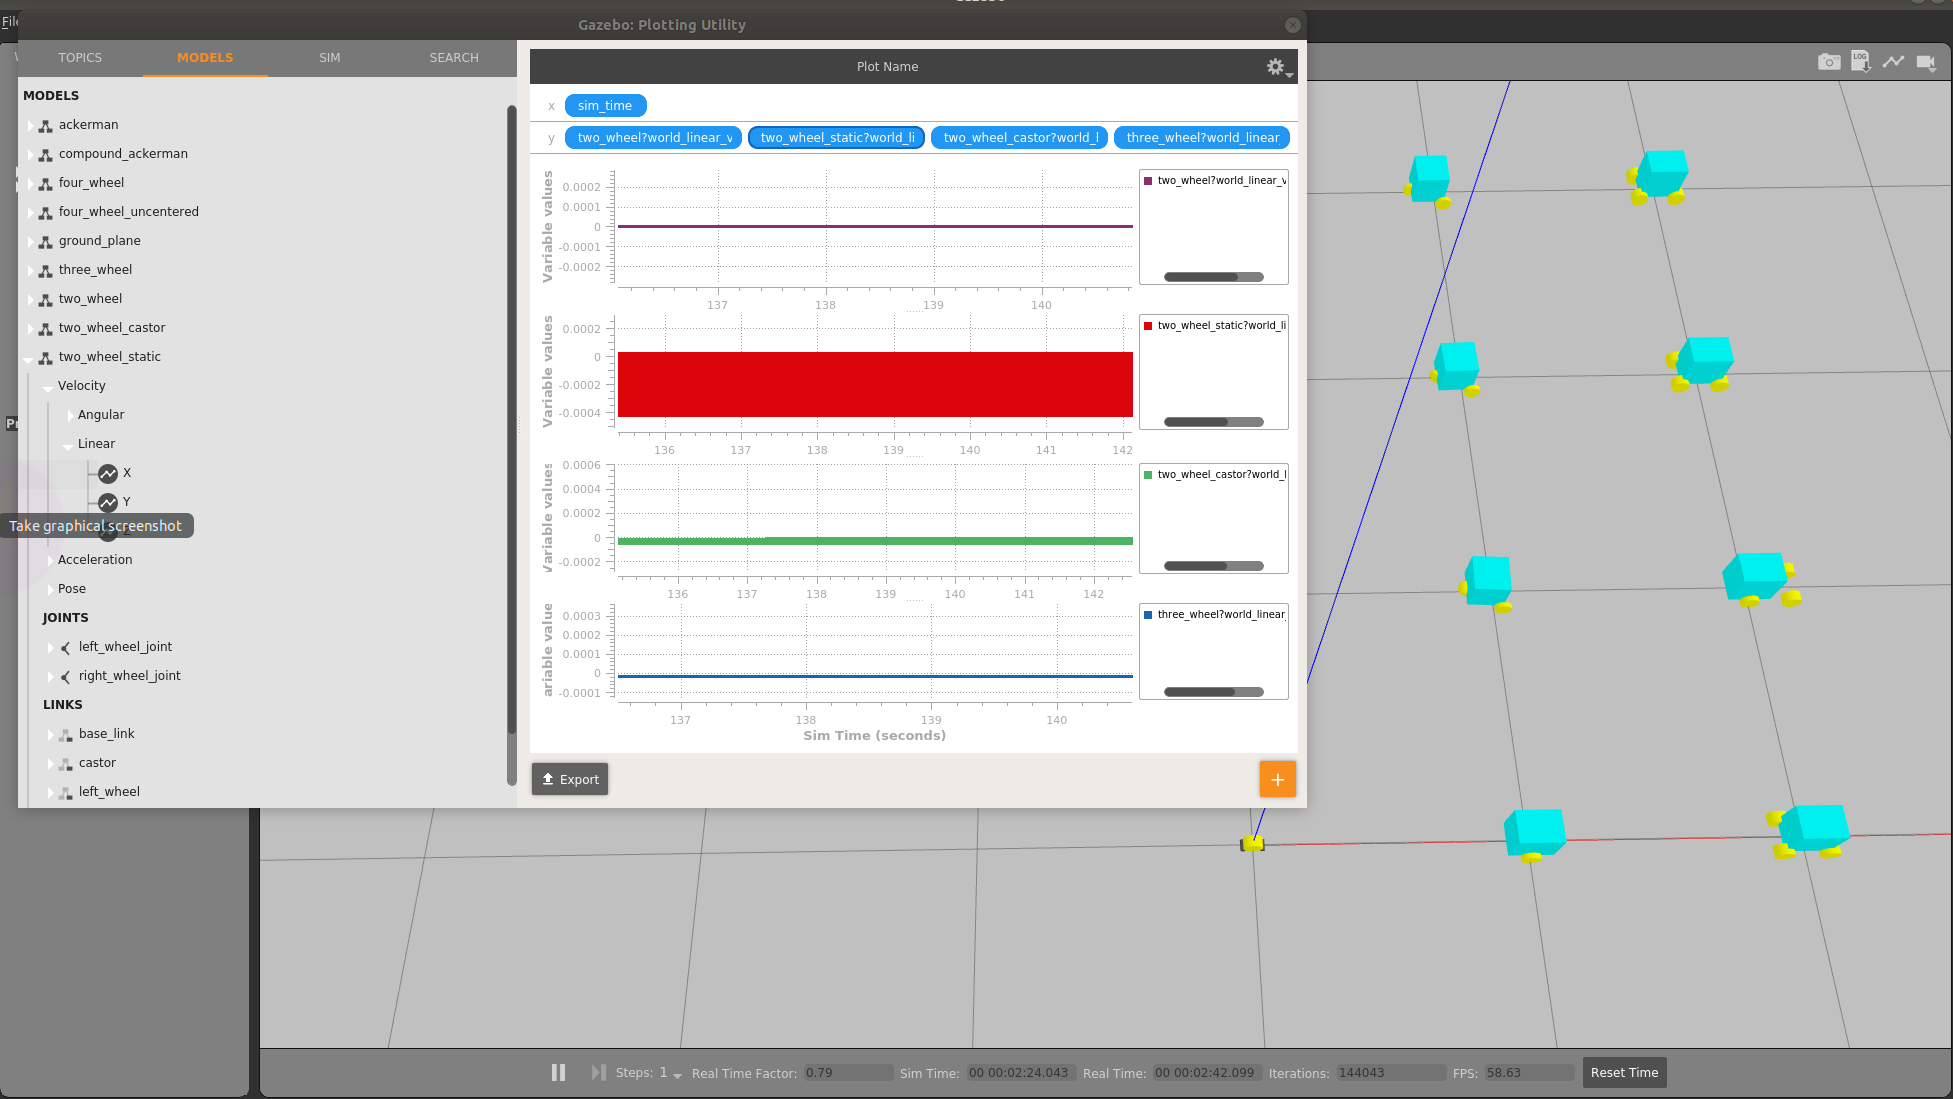 Gazebo: Plotting Utility
TOPICS
MODELS
SIM
SEARCH
MODELS
ackerman
compound_ackerman
four_wheel
four_wheel_uncentered
ground_plane
three_wheel
two_wheel
two_wheel_castor
two_wheel_static
Velocity
Angular
Linear
X
Y
Take graphical screenshot
Acceleration
Pose
JOINTS
left_wheel_joint
right_wheel_joint
LINKS
base_link
castor
left_wheel
Plot Name
x sim_time
y two_wheel?world_linear_v two_wheel_static?world_li two_wheel_castor?world_l three_wheel?world_linear
Variable values
0.0002
0.0001
0
-0.0001
-0.0002
137 138 139 140
two_wheel?world_linear_v
Variable values
0.0002
0
-0.0002
-0.0004
136 137 138 139 140 141 142
two_wheel_static?world_li
Variable values
0.0006
0.0004
0.0002
0
-0.0002
136 137 138 139 140 141 142
two_wheel_castor?world_l
ariable value
0.0003
0.0002
0.0001
0
-0.0001
137 138 139 140
three_wheel?world_linear
Sim Time (seconds)
Export
+
LOG
Steps: 1 Real Time Factor: 0.79 Sim Time: 00 00:02:24.043 Real Time: 00 00:02:42.099 Iterations: 144043 FPS: 58.63 Reset Time